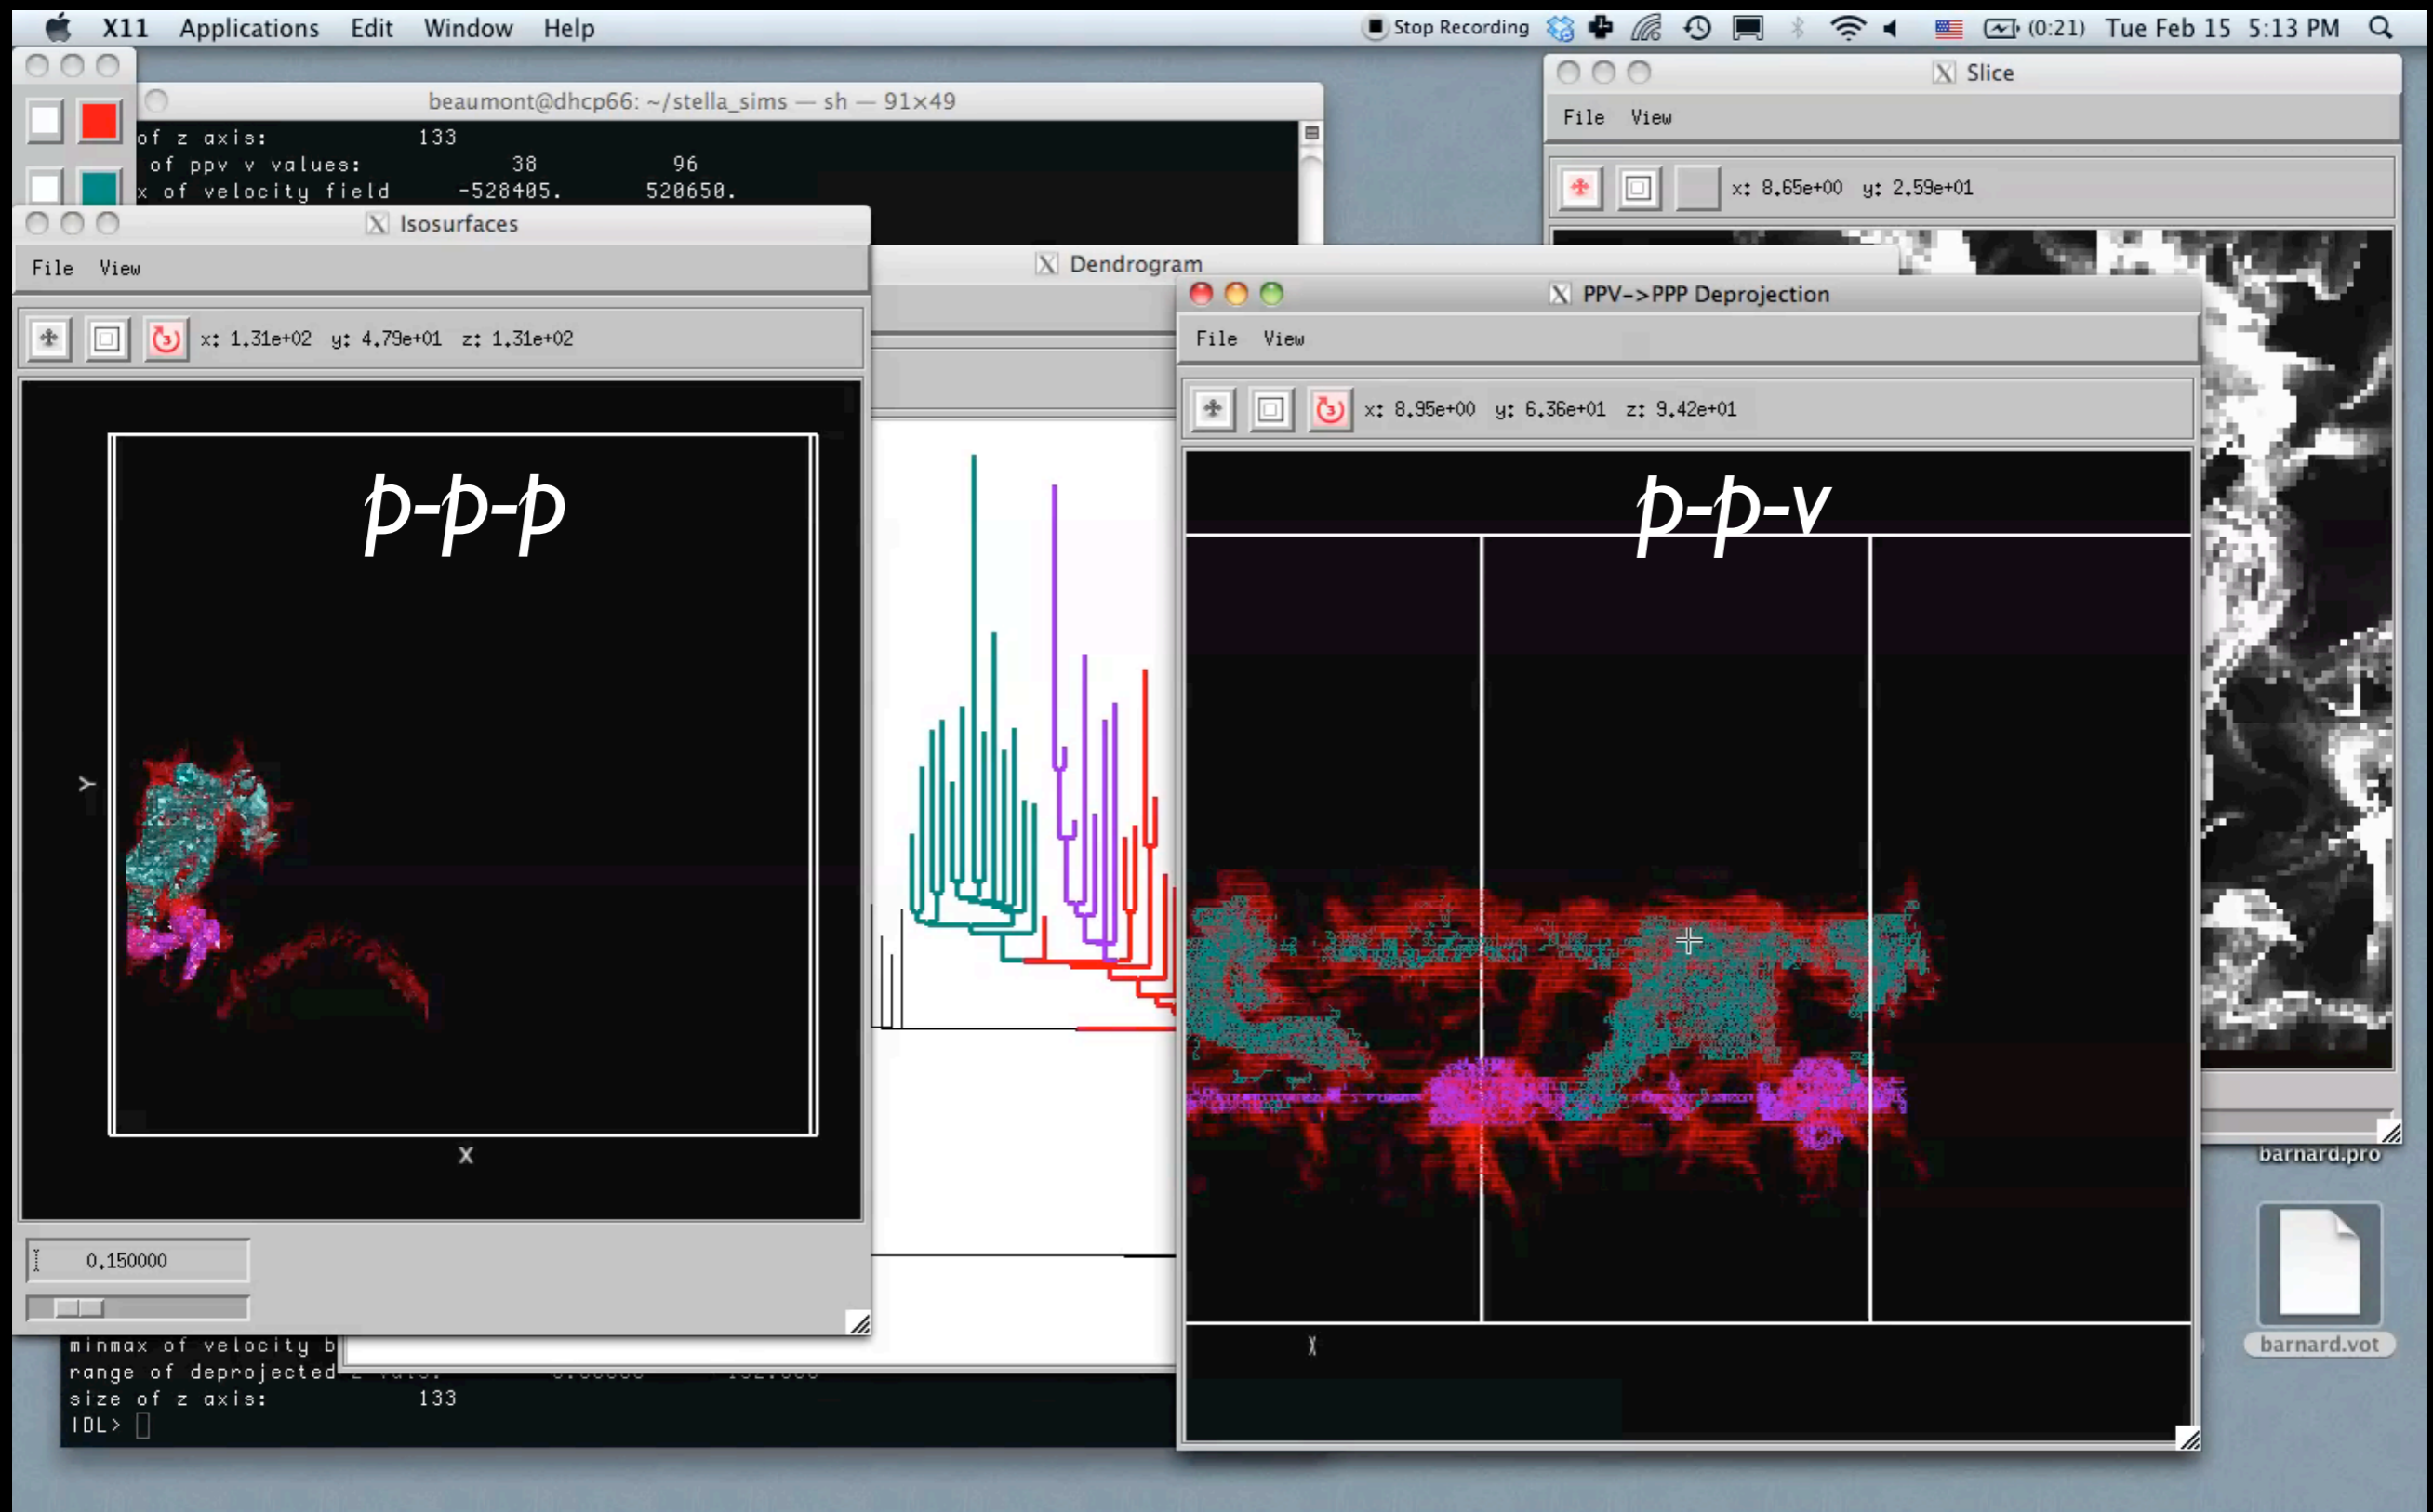 X11 Applications Edit Window Help
Stop Recording (0:21) Tue Feb 15 5:13 PM
beaumont@dhcp66: ~/stella_sims — sh — 91×49
of z axis: 133
of ppv v values: 38 96
x of velocity field -528405. 520650.
X Slice
File View
x: 8.65e+00 y: 2.59e+01
X Isosurfaces
File View
3 x: 1.31e+02 y: 4.79e+01 z: 1.31e+02
p-p-p
Y
X
0.150000
X Dendrogram
X PPV->PPP Deprojection
File View
3 x: 8.95e+00 y: 6.36e+01 z: 9.42e+01
p-p-v
X
barnard.pro
barnard.vot
minmax of velocity b
range of deprojected
size of z axis: 133
IDL>